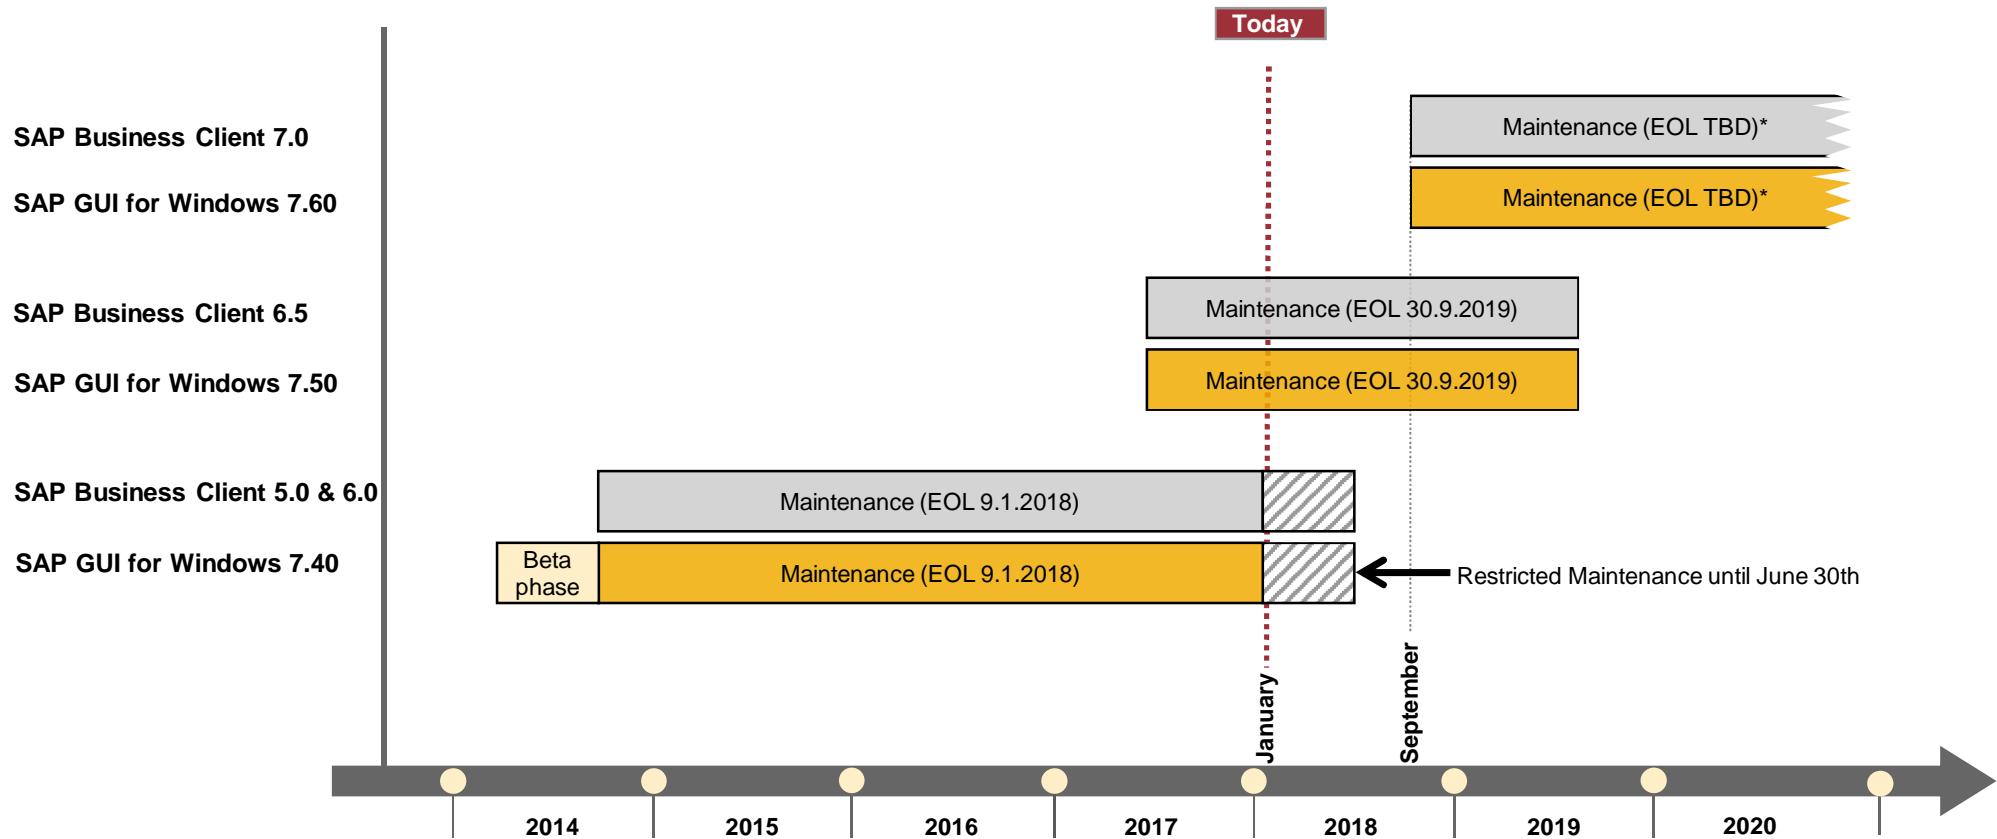 Today
SAP Business Client 7.0
Maintenance (EOL TBD)*
SAP GUI for Windows 7.60
Maintenance (EOL TBD)*
SAP Business Client 6.5
Maintenance (EOL 30.9.2019)
SAP GUI for Windows 7.50
Maintenance (EOL 30.9.2019)
SAP Business Client 5.0 & 6.0
Maintenance (EOL 9.1.2018)
SAP GUI for Windows 7.40
Beta
phase
Maintenance (EOL 9.1.2018)
Restricted Maintenance until June 30th
January
September
2014
2015
2016
2017
2018
2019
2020